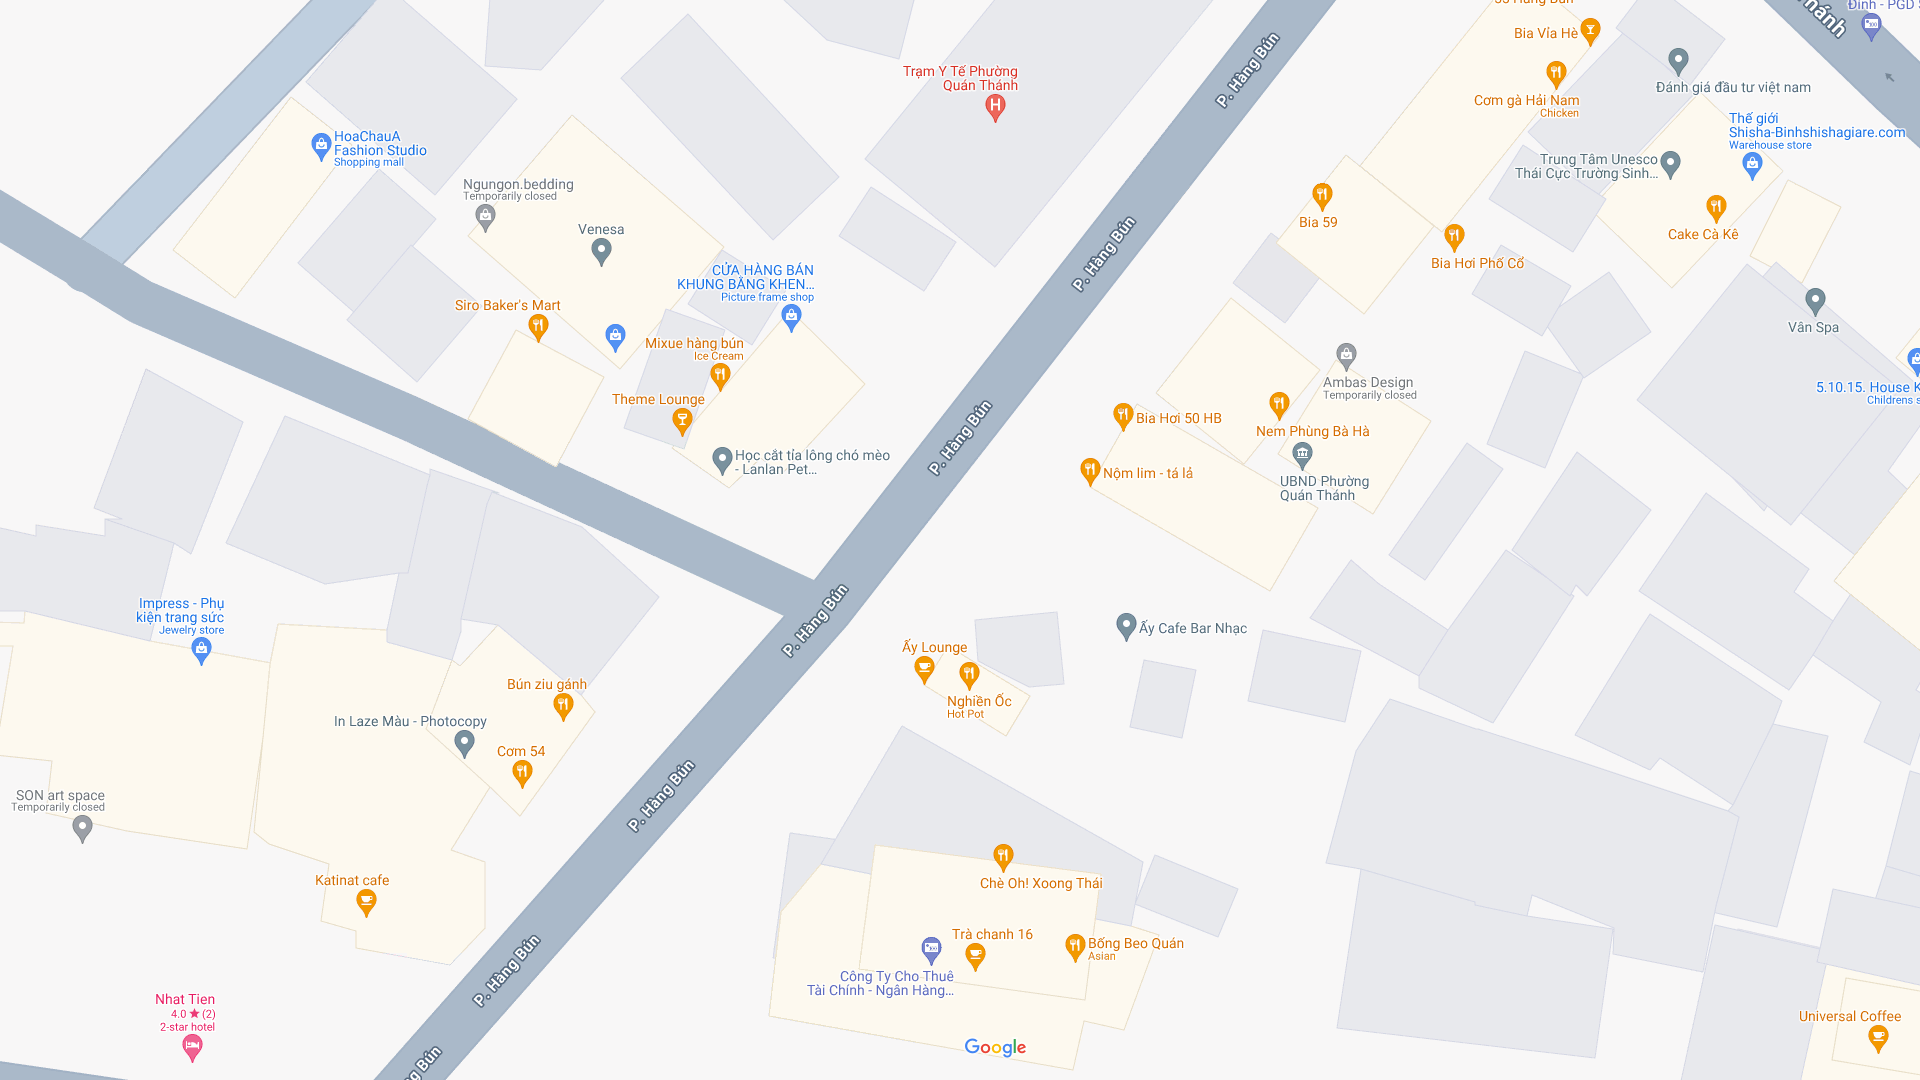 33 Hàng Bún
Bia Vỉa Hè
Đình - PGD S
Thánh
P. Hàng Bún
Trạm Y Tế Phường
Quán Thánh
Cơm gà Hải Nam
Chicken
Đánh giá đầu tư việt nam
Thế giới
Shisha-Binhshishagiare.com
Warehouse store
HoaChauA
Fashion Studio
Shopping mall
Trung Tâm Unesco
Thái Cực Trường Sinh...
Ngungon.bedding
Temporarily closed
Venesa
Bia 59
Cake Cà Kê
P. Hàng Bún
Bia Hơi Phố Cổ
CỬA HÀNG BÁN
KHUNG BẰNG KHEN...
Picture frame shop
Siro Baker's Mart
Vân Spa
Mixue hàng bún
Ice Cream
Theme Lounge
Ambas Design
Temporarily closed
5.10.15. House K
Childrens s
Bia Hơi 50 HB
Nem Phùng Bà Hà
P. Hàng Bún
Học cắt tỉa lông chó mèo
- Lanlan Pet...
Nộm lim - tá lả
UBND Phường
Quán Thánh
Impress - Phụ
kiện trang sức
Jewelry store
P. Hàng Bún
Ấy Cafe Bar Nhạc
Ấy Lounge
Nghiền Ốc
Hot Pot
Bún ziu gánh
In Laze Màu - Photocopy
Cơm 54
SON art space
Temporarily closed
P. Hàng Bún
Katinat cafe
Chè Oh! Xoong Thái
Trà chanh 16
Bống Beo Quán
Asian
Công Ty Cho Thuê
Tài Chính - Ngân Hàng...
P. Hàng Bún
Nhat Tien
4.0 ★ (2)
2-star hotel
Universal Coffee
Google
g Bún